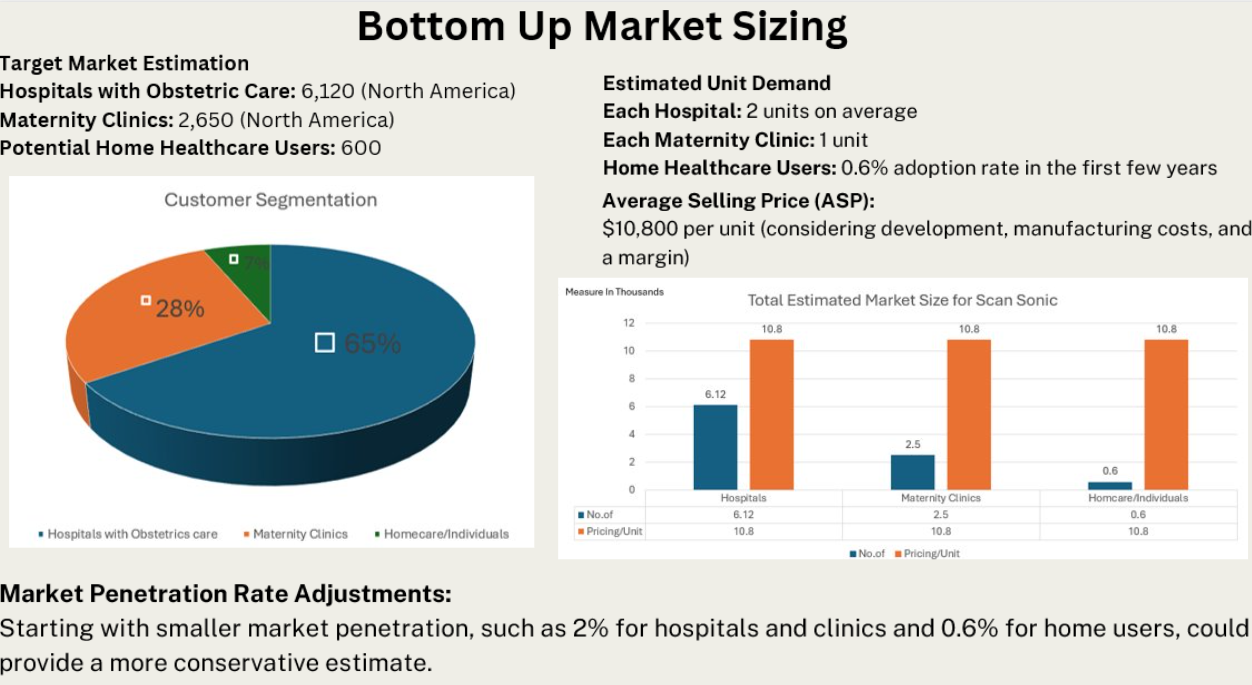 Bottom Up Market Sizing
Target Market Estimation
Hospitals with Obstetric Care: 6,120 (North America)
Maternity Clinics: 2,650 (North America)
Potential Home Healthcare Users: 600
Estimated Unit Demand
Each Hospital: 2 units on average
Each Maternity Clinic: 1 unit
Home Healthcare Users: 0.6% adoption rate in the first few years
Average Selling Price (ASP):
$10,800 per unit (considering development, manufacturing costs, and
a margin)
Customer Segmentation
7%
28%
65%
Hospitals with Obstetrics care Maternity Clinics Homecare/Individuals
Measure In Thousands
Total Estimated Market Size for Scan Sonic
12
10
8
6
4
2
0
6.12 10.8 2.5 10.8 0.6 10.8
Hospitals Maternity Clinics Homcare/Individuals
No.of 6.12 2.5 0.6
Pricing/Unit 10.8 10.8 10.8
No.of Pricing/Unit
Market Penetration Rate Adjustments:
Starting with smaller market penetration, such as 2% for hospitals and clinics and 0.6% for home users, could
provide a more conservative estimate.